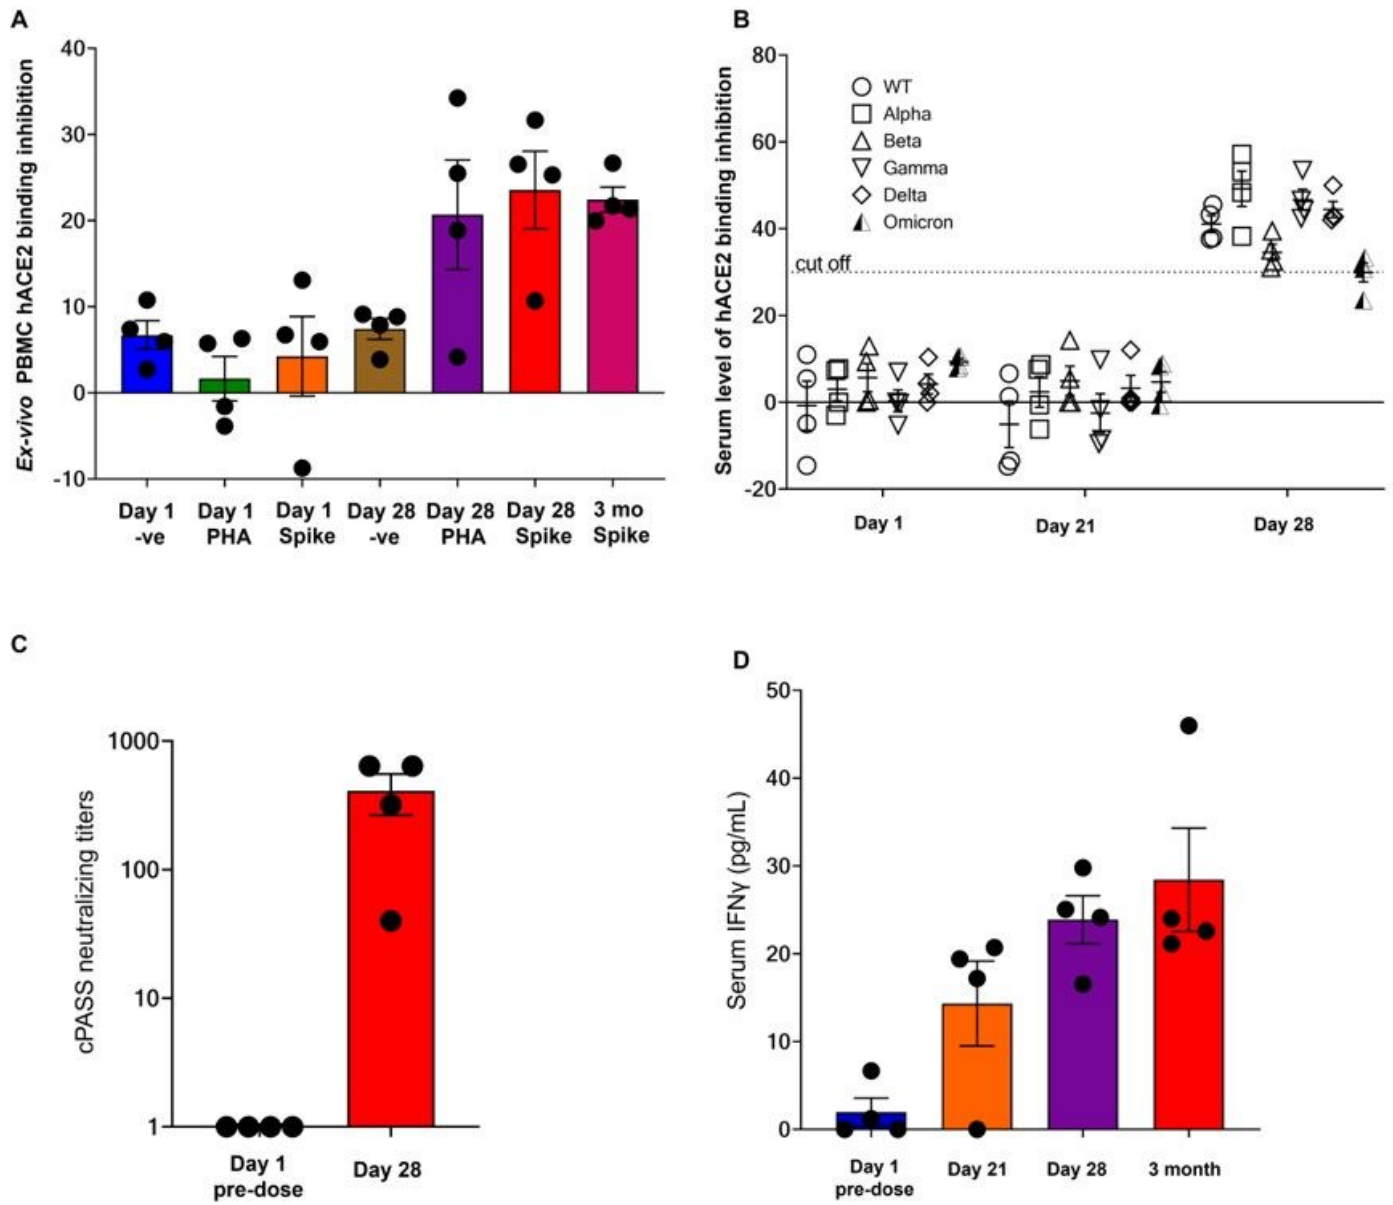 A
Ex-vivo PBMC hACE2 binding inhibition
40
30
20
10
0
-10
Day 1 -ve
Day 1 PHA
Day 1 Spike
Day 28 -ve
Day 28 PHA
Day 28 Spike
3 mo Spike
B
Serum level of hACE2 binding inhibition
80
60
40
20
0
-20
WT
Alpha
Beta
Gamma
Delta
Omicron
cut off
Day 1
Day 21
Day 28
C
cPASS neutralizing titers
1000
100
10
1
Day 1 pre-dose
Day 28
D
Serum IFNγ (pg/mL)
50
40
30
20
10
0
Day 1 pre-dose
Day 21
Day 28
3 month